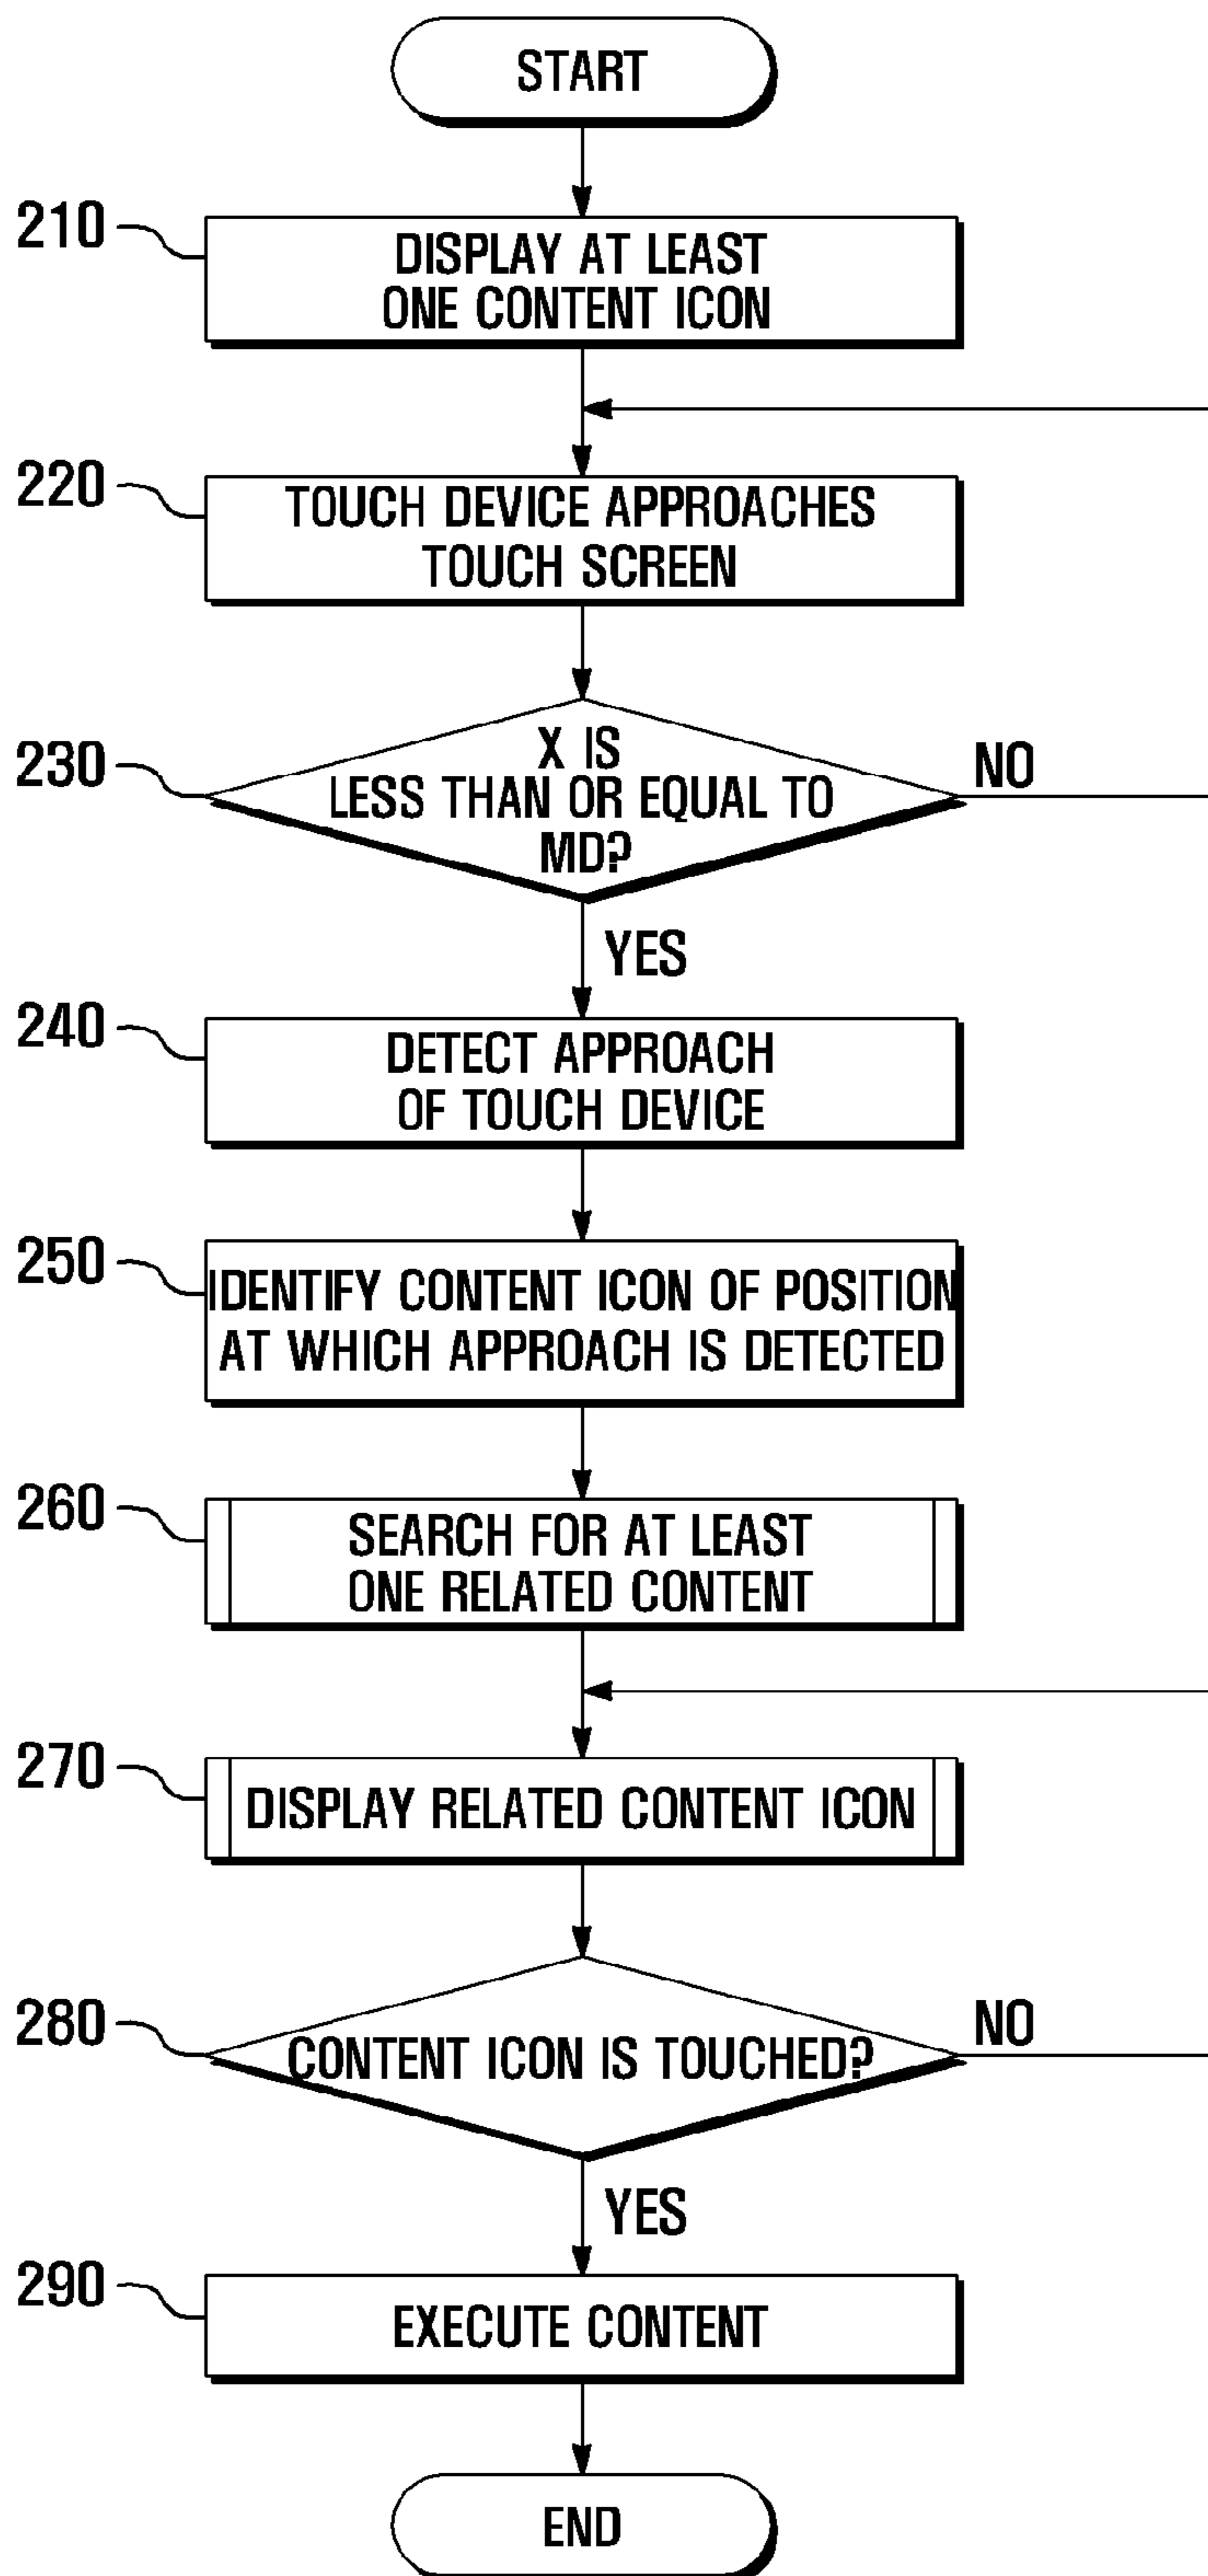 START
210
DISPLAY AT LEAST
ONE CONTENT ICON
220
TOUCH DEVICE APPROACHES
TOUCH SCREEN
230
X IS
LESS THAN OR EQUAL TO
MD?
NO
YES
240
DETECT APPROACH
OF TOUCH DEVICE
250
IDENTIFY CONTENT ICON OF POSITION
AT WHICH APPROACH IS DETECTED
260
SEARCH FOR AT LEAST
ONE RELATED CONTENT
270
DISPLAY RELATED CONTENT ICON
280
CONTENT ICON IS TOUCHED?
NO
YES
290
EXECUTE CONTENT
END